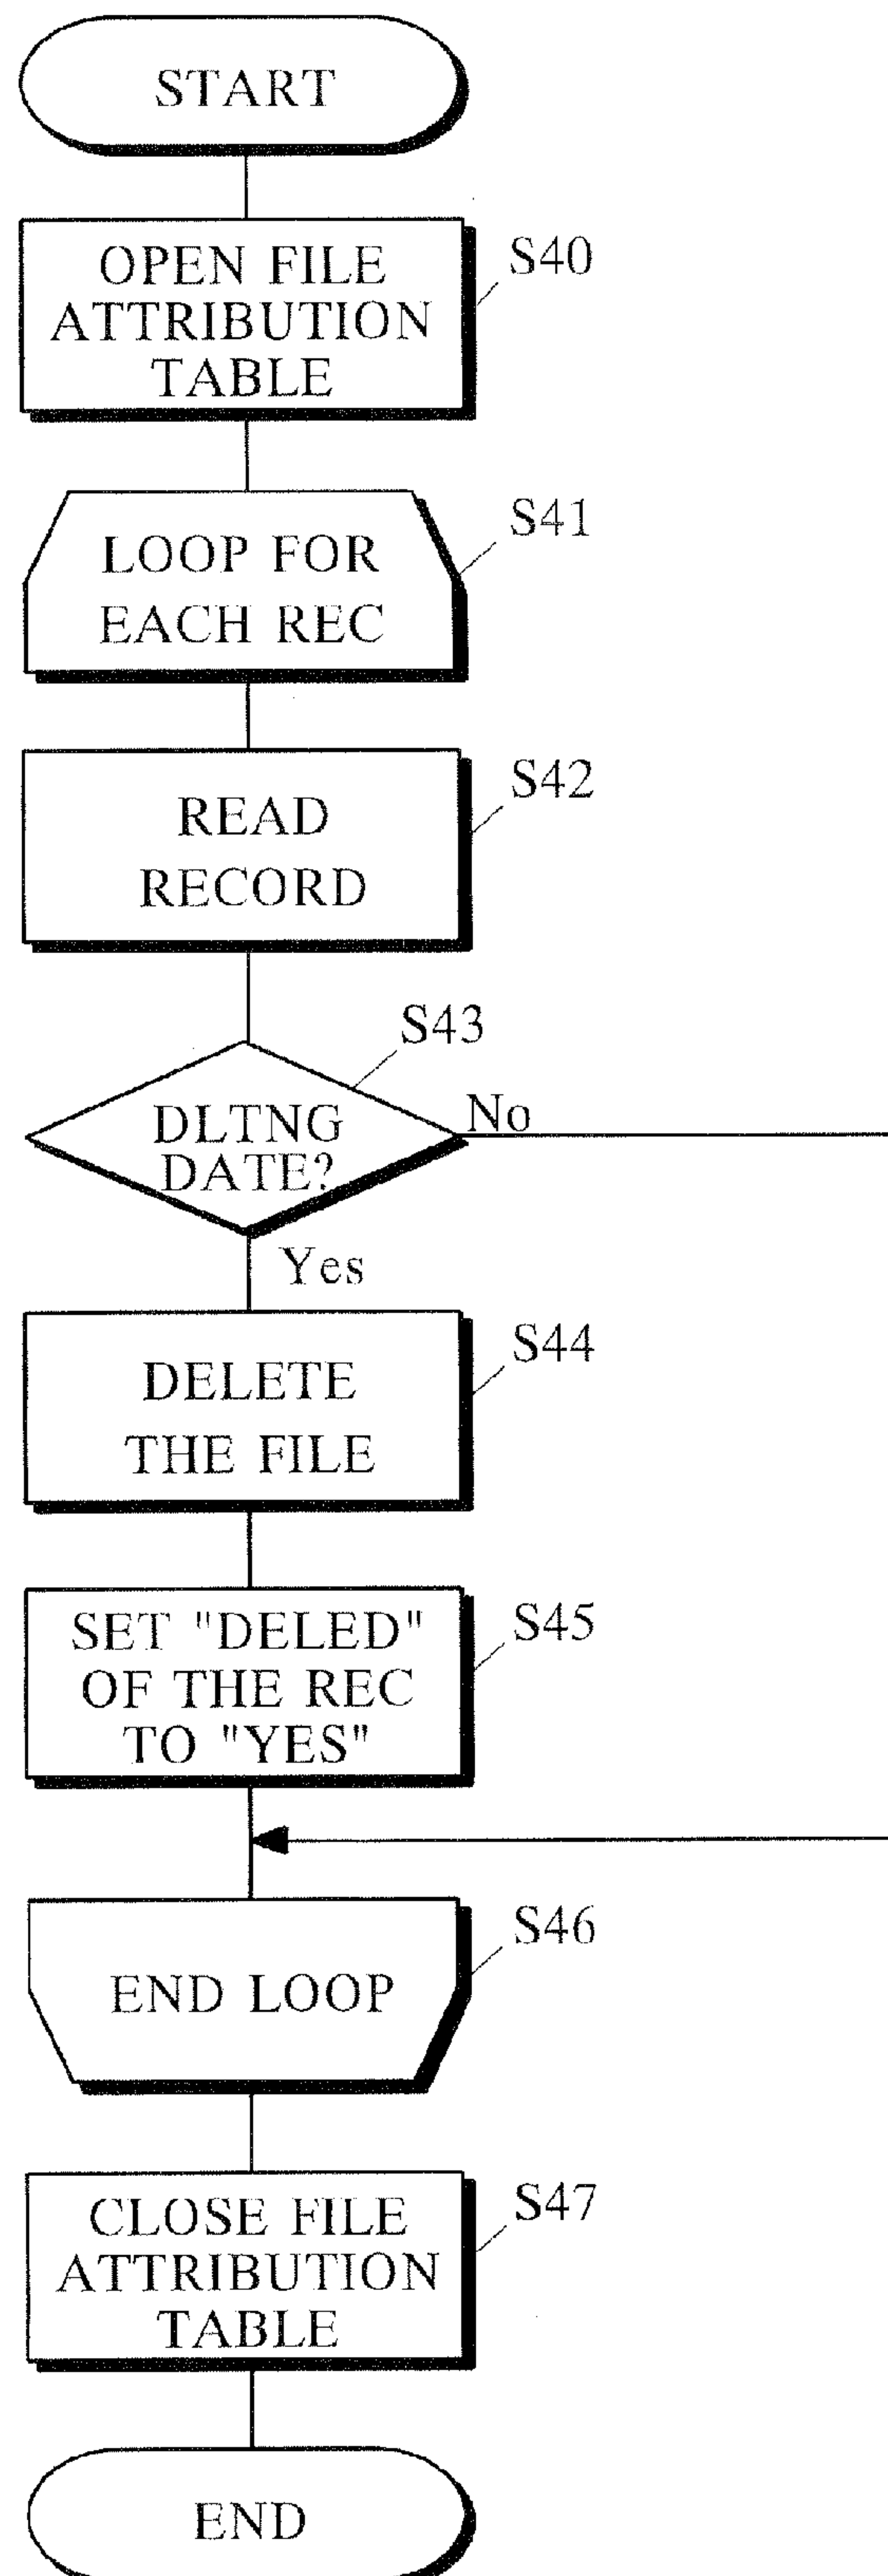 START
OPEN FILE
ATTRIBUTION
TABLE
S40
LOOP FOR
EACH REC
S41
READ
RECORD
S42
DLTNG
DATE?
S43
No
Yes
DELETE
THE FILE
S44
SET "DELED"
OF THE REC
TO "YES"
S45
END LOOP
S46
CLOSE FILE
ATTRIBUTION
TABLE
S47
END